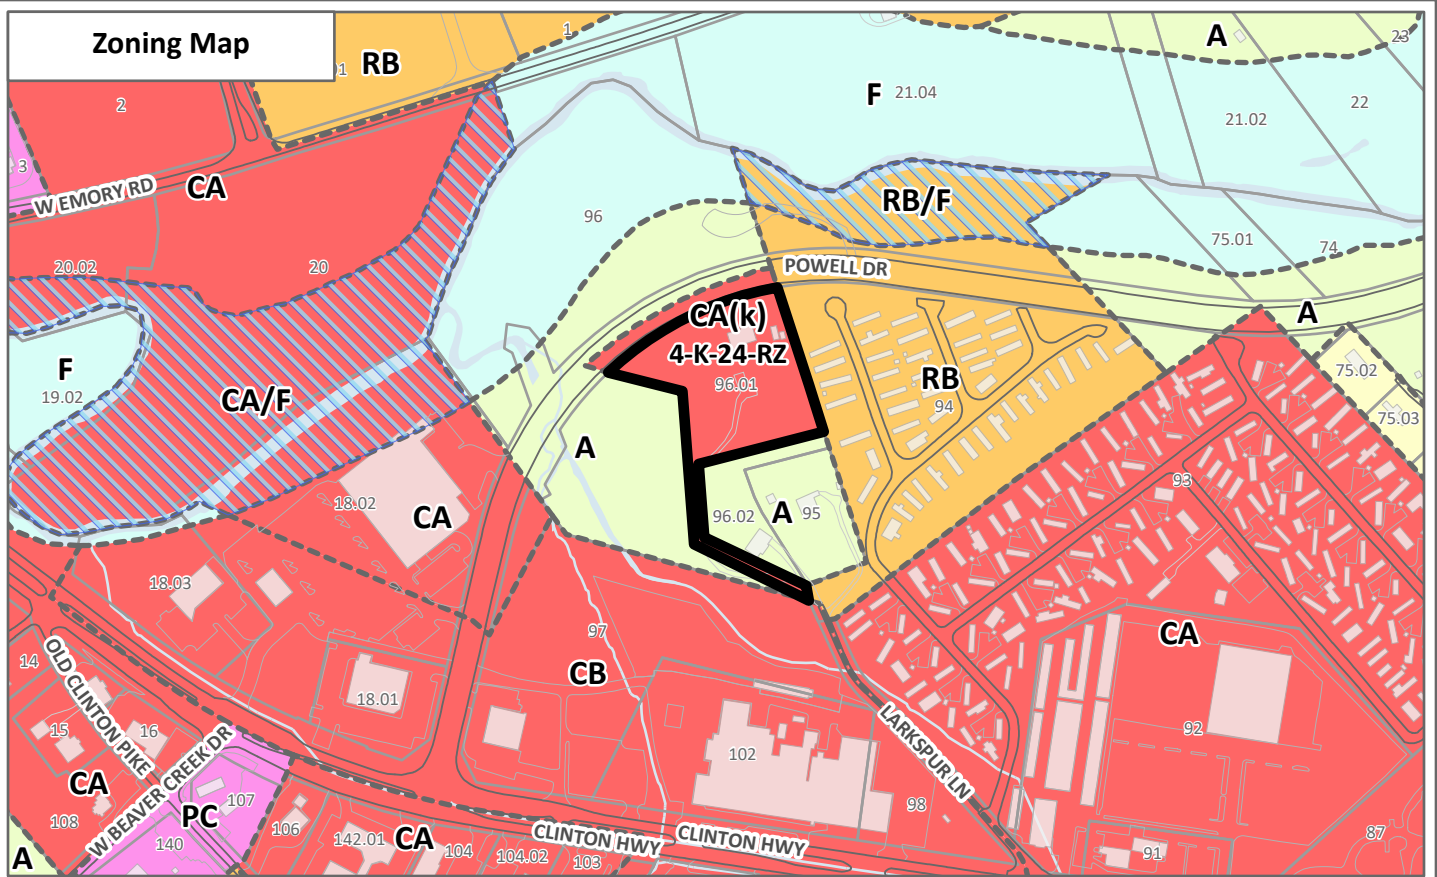 Zoning Map
1
RB
A
23
2
F
21.04
22
21.02
3
W EMORY RD
CA
RB/F
96
75.01
74
20.02
20
POWELL DR
A
CA(k)
4-K-24-RZ
F
19.02
75.02
96.01
RB
94
CA/F
75.03
A
93
18.02
CA
96.02
A
95
18.03
97
CA
CB
OLD CLINTON PIKE
14
18.01
15
16
LARKSPUR LN
92
W BEAVER CREEK DR
102
CA
107
PC
98
108
106
142.01
CA
CLINTON HWY
CLINTON HWY
87
140
104
104.02
103
91
A